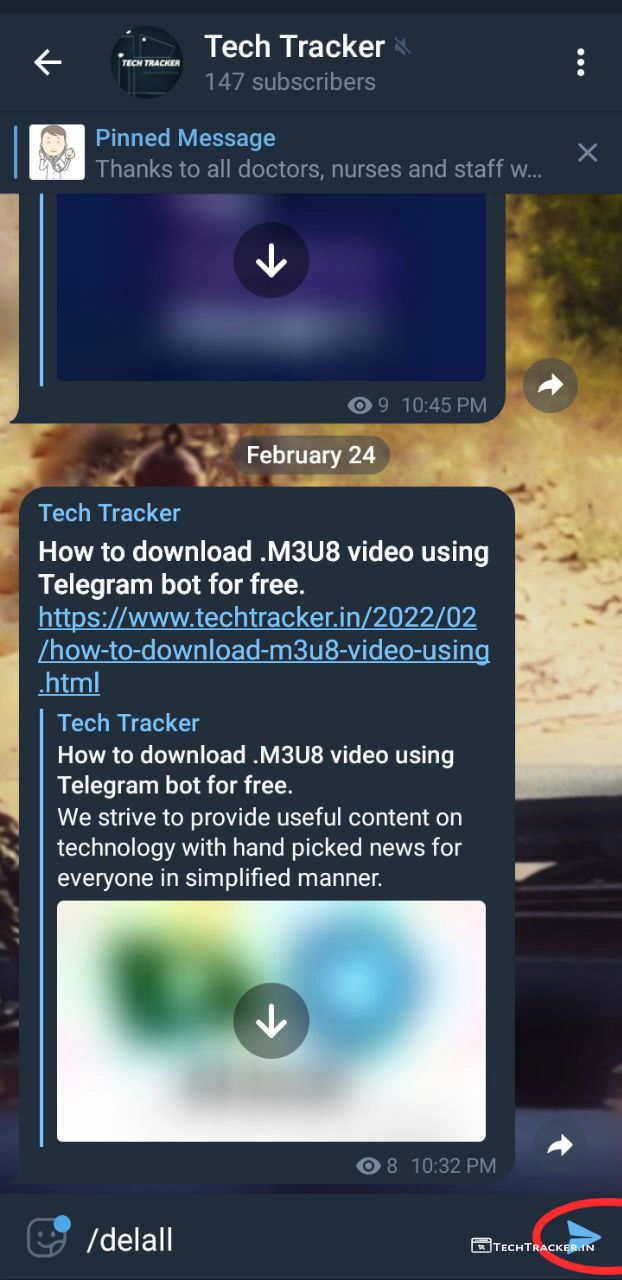 Tech Tracker
147 subscribers
TECH TRACKER
Pinned Message
Thanks to all doctors, nurses and staff w...
9 10:45 PM
February 24
Tech Tracker
How to download .M3U8 video using
Telegram bot for free.
https://www.techtracker.in/2022/02
/how-to-download-m3u8-video-using
.html
Tech Tracker
How to download .M3U8 video using
Telegram bot for free.
We strive to provide useful content on
technology with hand picked news for
everyone in simplified manner.
8 10:32 PM
/delall
TECHTRACKER.IN